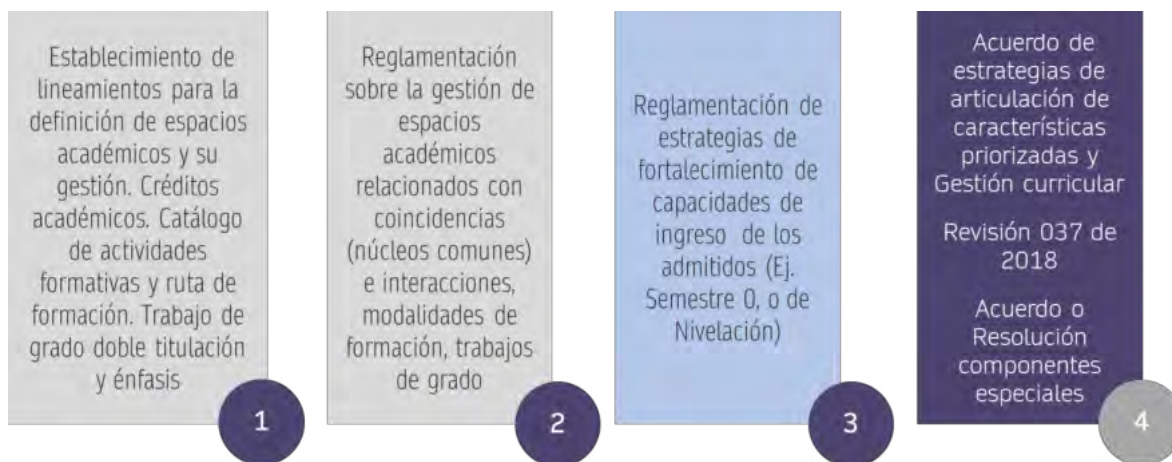 Establecimiento de
lineamientos para la
definición de espacios
académicos y su
gestión. Créditos
académicos. Catálogo
de actividades
formativas y ruta de
formación. Trabajo de
grado doble titulación
y énfasis
1
Reglamentación
sobre la gestión de
espacios
académicos
relacionados con
coincidencias
(núcleos comunes)
e interacciones,
modalidades de
formación, trabajos
de grado
2
Reglamentación de
estrategias de
fortalecimiento de
capacidades de
ingreso de los
admitidos (Ej.
Semestre 0, o de
Nivelación)
3
Acuerdo de
estrategias de
articulación de
características
priorizadas y
Gestión curricular
Revisión 037 de
2018
Acuerdo o
Resolución
componentes
especiales
4